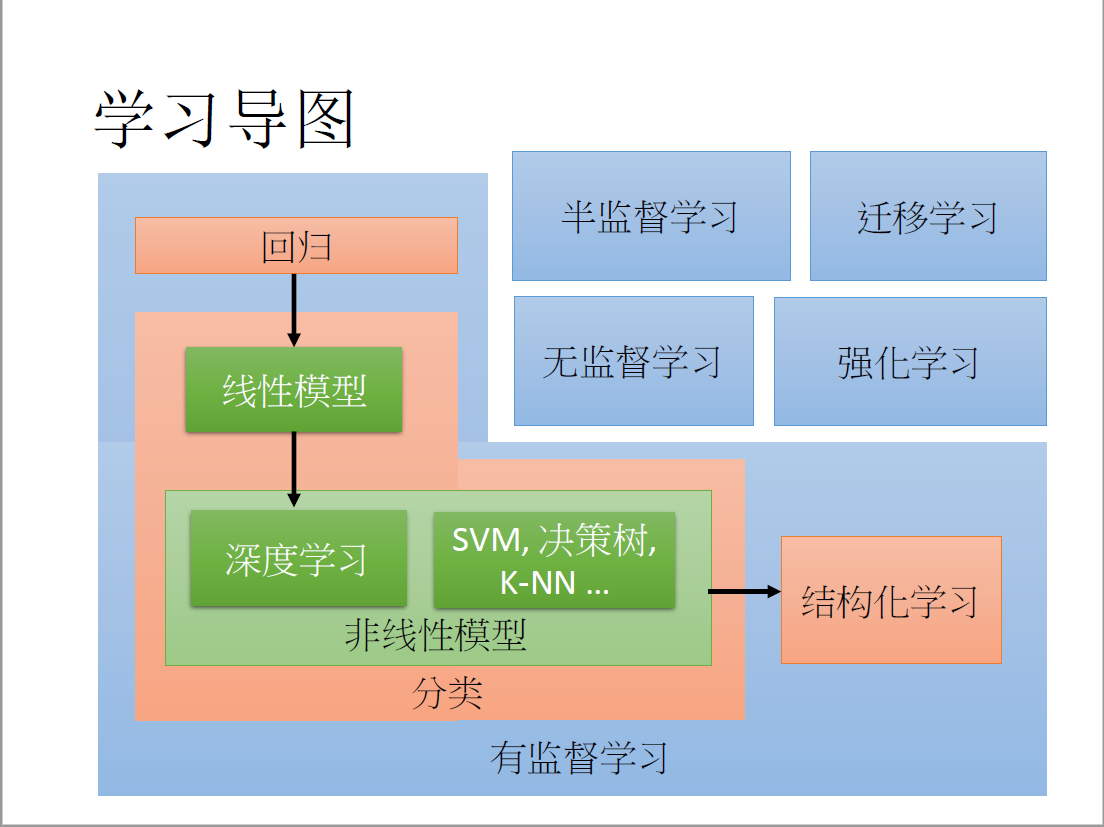 学习导图
半监督学习
迁移学习
回归
无监督学习
强化学习
线性模型
深度学习
SVM, 决策树,
K-NN ...
非线性模型
结构化学习
分类
有监督学习